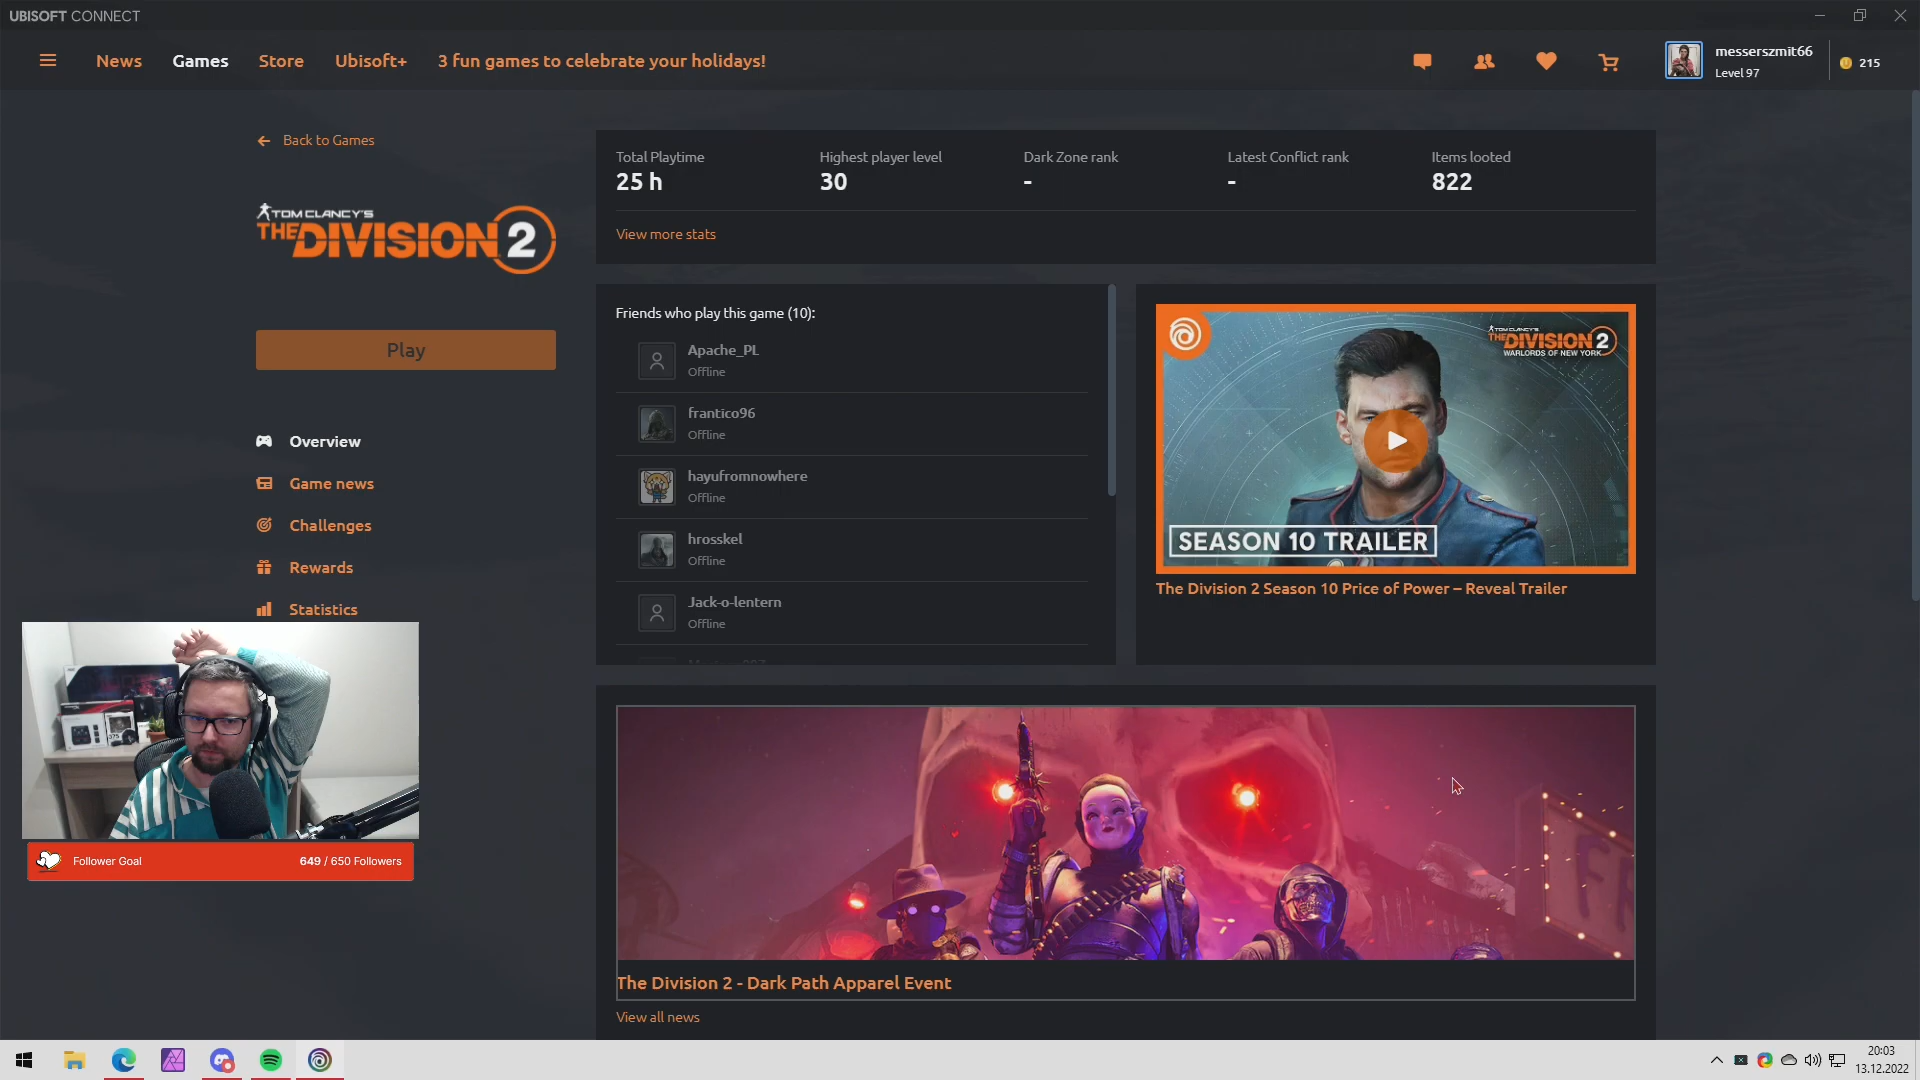 UBISOFT CONNECT
News
Games
Store
Ubisoft+
3 fun games to celebrate your holidays!
messerszmit66
Level 97
215
Back to Games
TOM CLANCY'S
THE DIVISION 2
Play
Overview
Game news
Challenges
Rewards
Statistics
Total Playtime
25 h
Highest player level
30
Dark Zone rank
-
Latest Conflict rank
-
Items looted
822
View more stats
Friends who play this game (10):
Apache_PL
Offline
frantico96
Offline
hayufromnowhere
Offline
hrosskel
Offline
Jack-o-lentern
Offline
TOM CLANCY'S
THE DIVISION 2
WARLORDS OF NEW YORK
SEASON 10 TRAILER
The Division 2 Season 10 Price of Power – Reveal Trailer
Follower Goal
649 / 650 Followers
The Division 2 - Dark Path Apparel Event
View all news
20:03
13.12.2022